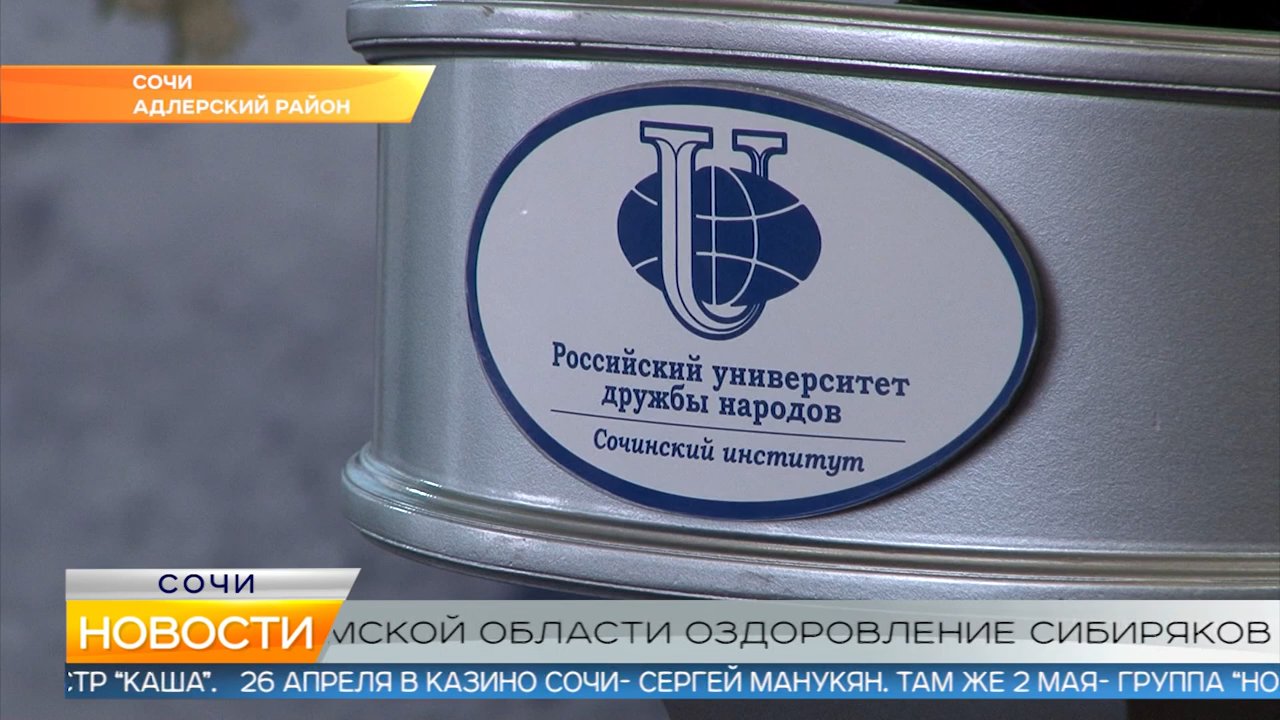 СОЧИ
АДЛЕРСКИЙ РАЙОН
Российский университет
дружбы народов
Сочинский институт
СОЧИ
НОВОСТИ
МСКОЙ ОБЛАСТИ ОЗДОРОВЛЕНИЕ СИБИРЯКОВ
СТР “КАША”. 26 АПРЕЛЯ В КАЗИНО СОЧИ- СЕРГЕЙ МАНУКЯН. ТАМ ЖЕ 2 МАЯ- ГРУППА “НО